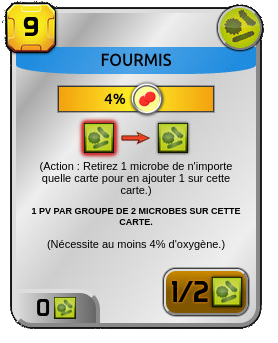 9
FOURMIS
4%
(Action : Retirez 1 microbe de n'importe
quelle carte pour en ajouter 1 sur cette
carte.)
1 PV PAR GROUPE DE 2 MICROBES SUR CETTE
CARTE.
(Nécessite au moins 4% d'oxygène.)
1/2
0